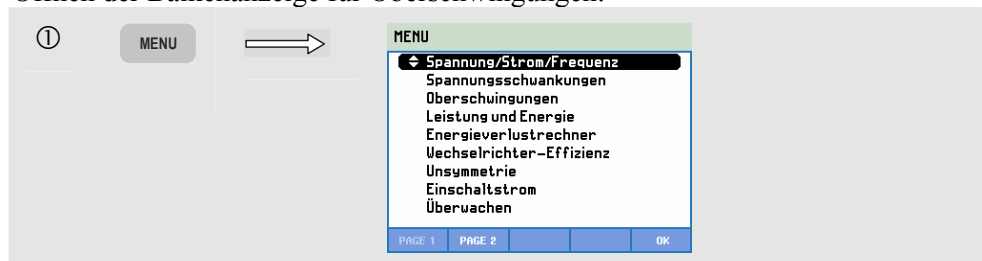 Öffnen der Balkenanzeige für Oberschwingungen:
① MENU
MENU
Spannung/Strom/Frequenz
Spannungsschwankungen
Oberschwingungen
Leistung und Energie
Energieverlustrechner
Wechselrichter-Effizienz
Unsymmetrie
Einschaltstrom
Überwachen
PAGE 1 PAGE 2 OK